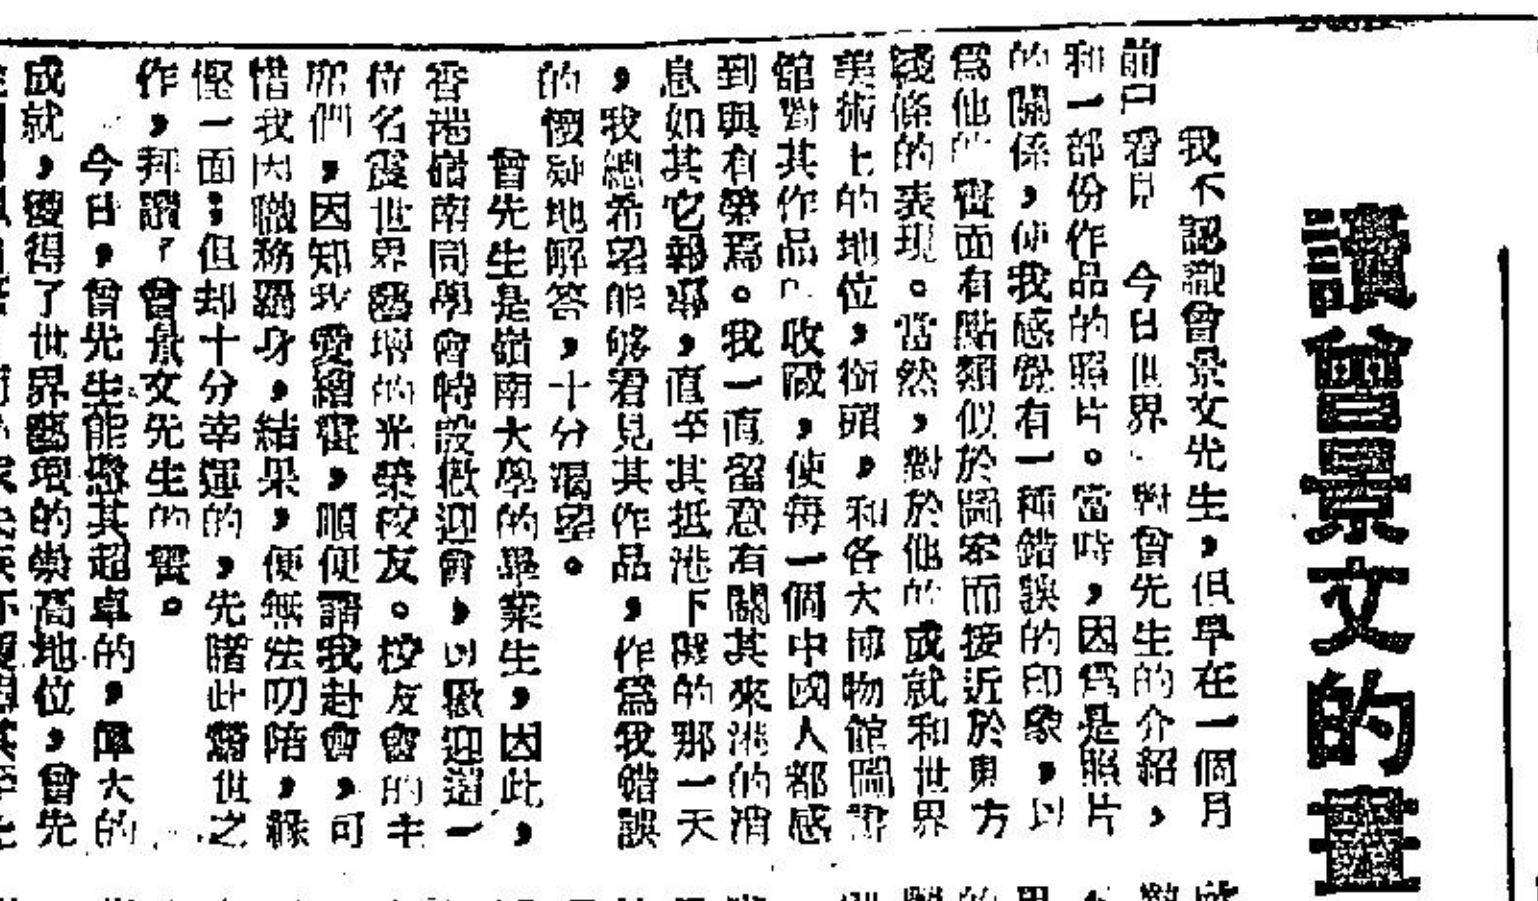 讀曾景文的畫
我不認識曾景文先生,但早在一個月
前已看見「今日世界」對曾先生的介紹,
和一部份作品的照片。當時,因爲是照片
的關係,使我感覺有一種錯誤的印象,以
爲他的畫面有點類似於圖案而接近於東方
綫條的表現。當然,對於他的成就和世界
美術上的地位,銜頭,和各大博物館圖書
館對其作品的收藏,使每一個中國人都感
到與有榮焉。我一直留意有關其來港的消
息如其它報導,直至其抵港下機的那一天
,我總希望能够看見其作品,作爲我錯誤
的懷疑地解答,十分渴望。
曾先生是嶺南大學的畢業生,因此,
香港嶺南同學會特設歡迎會,以歡迎這一
位名震世界藝壇的光榮校友。校友會的主
席們,因知我愛繪畫,順便請我赴會,可
惜我因職務羈身,結果,便無法叨陪,緣
慳一面;但却十分幸運的,先睹此驚世之
作,拜讀了曾景文先生的畫。
今日,曾先生能憑其超卓的,偉大的
成就,獲得了世界藝壇的崇高地位,曾先